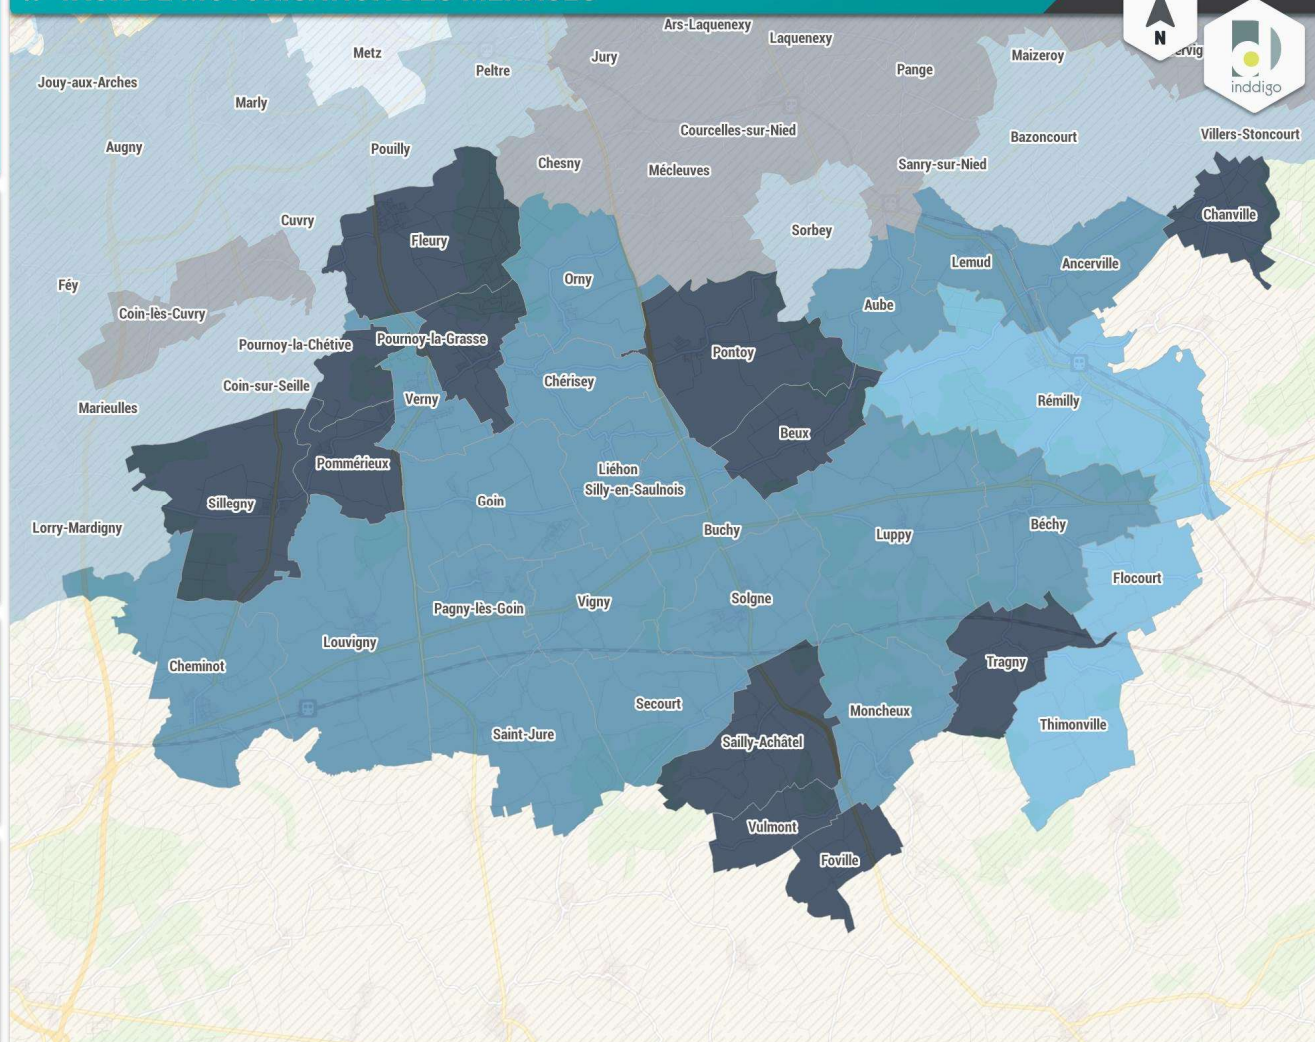 Ars-Laquenexy
Laquenexy
Metz
Jury
Maizeroy
Peltre
Pange
Jouy-aux-Arches
Marly
N
inddigo
Courcelles-sur-Nied
Bazoncourt
Villers-Stoncourt
Augny
Pouilly
Chesny
Mécleuves
Sanry-sur-Nied
Cuvry
Fleury
Sorbey
Chanville
Féy
Orny
Lemud
Ancerville
Coin-lès-Cuvry
Aube
Pournoy-la-Chétive
Pournoy-la-Grasse
Pontoy
Coin-sur-Seille
Chérisey
Marieulles
Verny
Rémilly
Beux
Pommérieux
Liéhon
Silly-en-Saulnois
Sillegny
Goin
Lorry-Mardigny
Buchy
Luppy
Béchy
Flocourt
Pagny-lès-Goin
Vigny
Solgne
Louvigny
Cheminot
Tragny
Secourt
Moncheux
Saint-Jure
Sailly-Achâtel
Thimonville
Vulmont
Foville